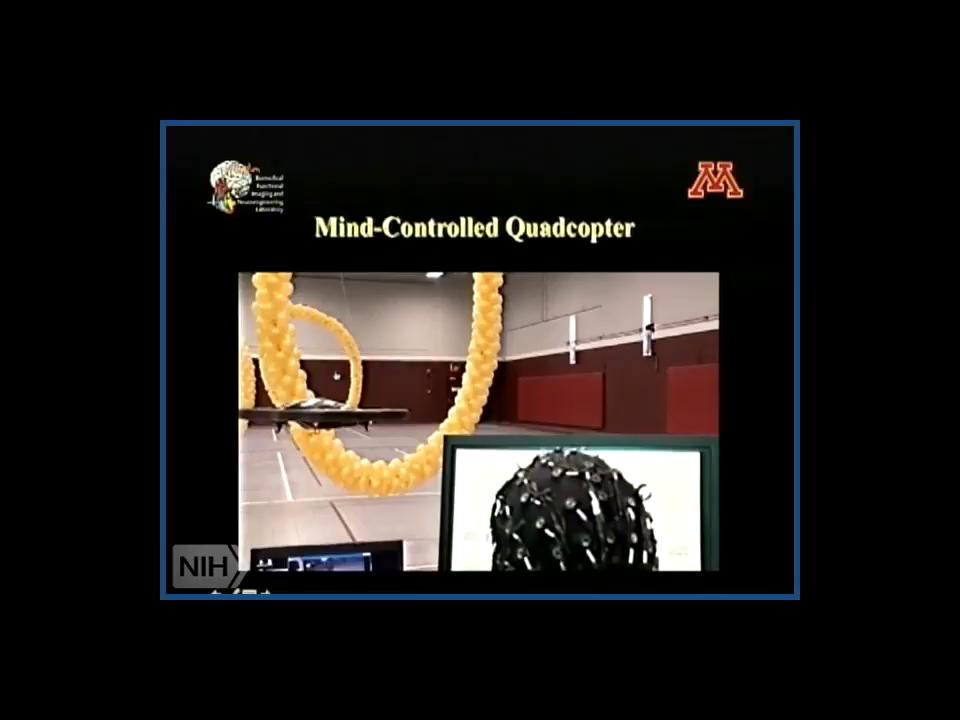 Biomedical
Functional
Imaging and
Neuroengineering
Laboratory
M
Mind-Controlled Quadcopter
NIH